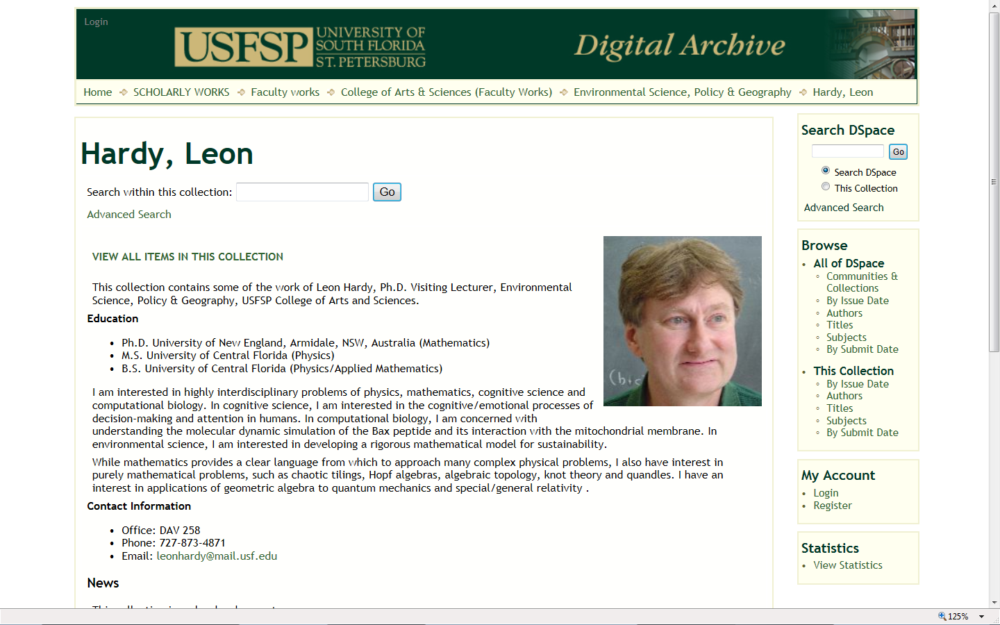 Login
USFSP UNIVERSITY OF
SOUTH FLORIDA
ST. PETERSBURG
Digital Archive
Home SCHOLARLY WORKS Faculty works College of Arts & Sciences (Faculty Works) Environmental Science, Policy & Geography Hardy, Leon
Hardy, Leon
Search within this collection: Go
Advanced Search
VIEW ALL ITEMS IN THIS COLLECTION
This collection contains some of the work of Leon Hardy, Ph.D. Visiting Lecturer, Environmental
Science, Policy & Geography, USFSP College of Arts and Sciences.
Education
• Ph.D. University of New England, Armidale, NSW, Australia (Mathematics)
• M.S. University of Central Florida (Physics)
• B.S. University of Central Florida (Physics/Applied Mathematics)
I am interested in highly interdisciplinary problems of physics, mathematics, cognitive science and
computational biology. In cognitive science, I am interested in the cognitive/emotional processes of
decision-making and attention in humans. In computational biology, I am concerned with
understanding the molecular dynamic simulation of the Bax peptide and its interaction with the mitochondrial membrane. In
environmental science, I am interested in developing a rigorous mathematical model for sustainability.
While mathematics provides a clear language from which to approach many complex physical problems, I also have interest in
purely mathematical problems, such as chaotic tilings, Hopf algebras, algebraic topology, knot theory and quandles. I have an
interest in applications of geometric algebra to quantum mechanics and special/general relativity .
Contact Information
• Office: DAV 258
• Phone: 727-873-4871
• Email: leonhardy@mail.usf.edu
News
Search DSpace
Go
Search DSpace
This Collection
Advanced Search
Browse
• All of DSpace
Communities &
Collections
By Issue Date
Authors
Titles
Subjects
By Submit Date
• This Collection
By Issue Date
Authors
Titles
Subjects
By Submit Date
My Account
• Login
• Register
Statistics
• View Statistics
125%